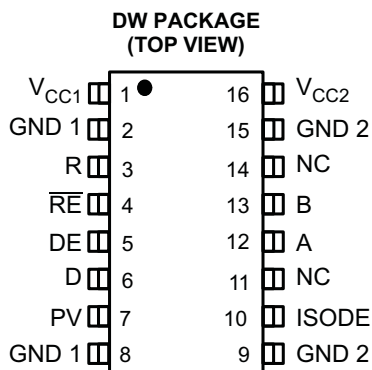 DW PACKAGE
(TOP VIEW)
VCC1 1 16 VCC2
GND 1 2 15 GND 2
R 3 14 NC
R̅E̅ 4 13 B
DE 5 12 A
D 6 11 NC
PV 7 10 ISODE
GND 1 8 9 GND 2